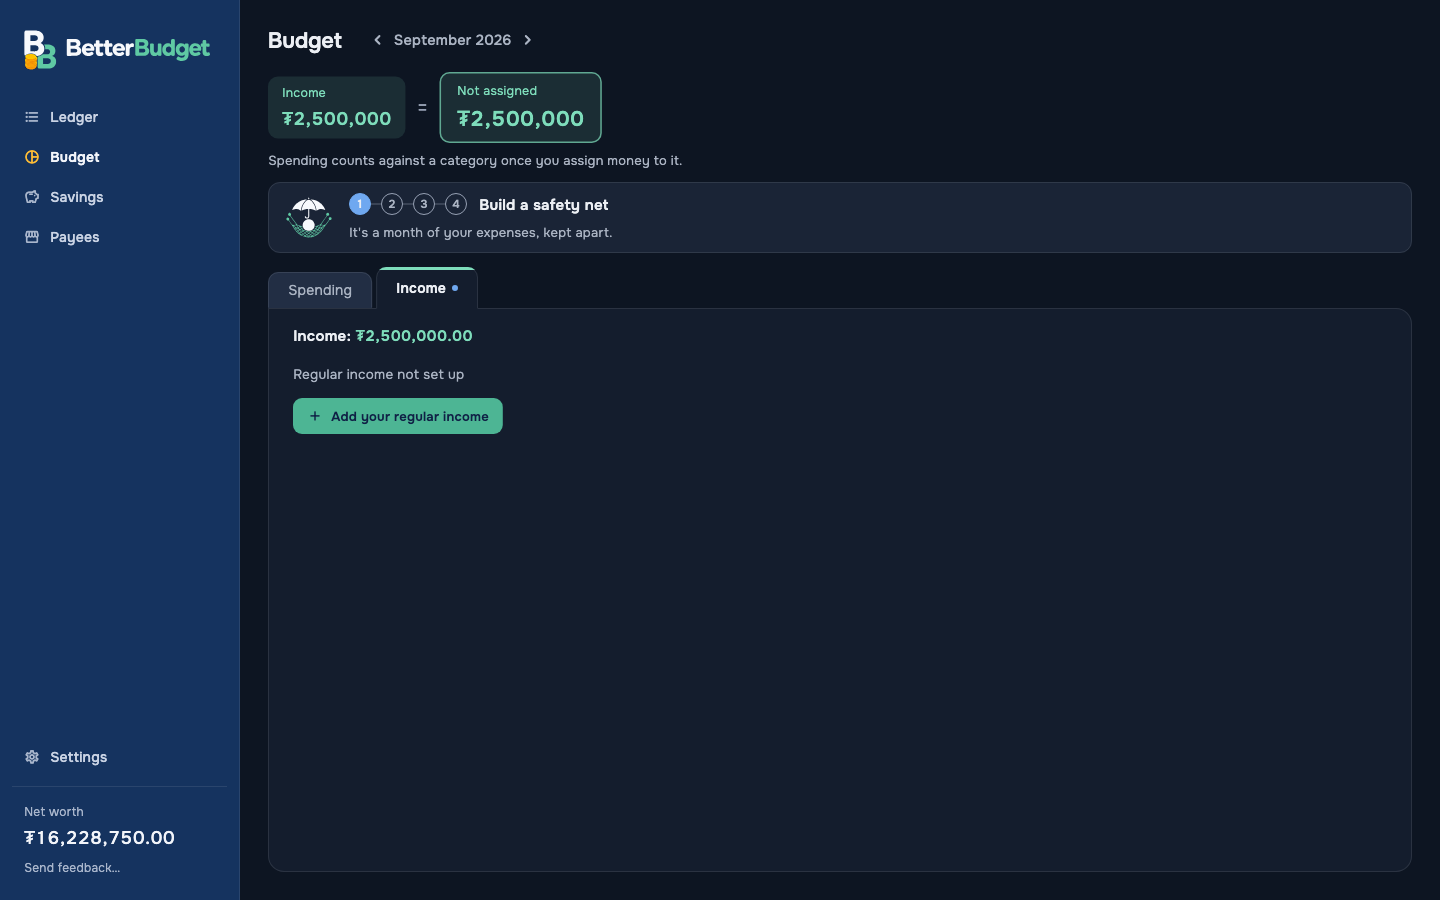 BetterBudget
Ledger
Budget
Savings
Payees
Settings
Net worth
₮16,228,750.00
Send feedback...
Budget
September 2026
Income
₮2,500,000
=
Not assigned
₮2,500,000
Spending counts against a category once you assign money to it.
1 2 3 4 Build a safety net
It's a month of your expenses, kept apart.
Spending
Income
Income: ₮2,500,000.00
Regular income not set up
+ Add your regular income